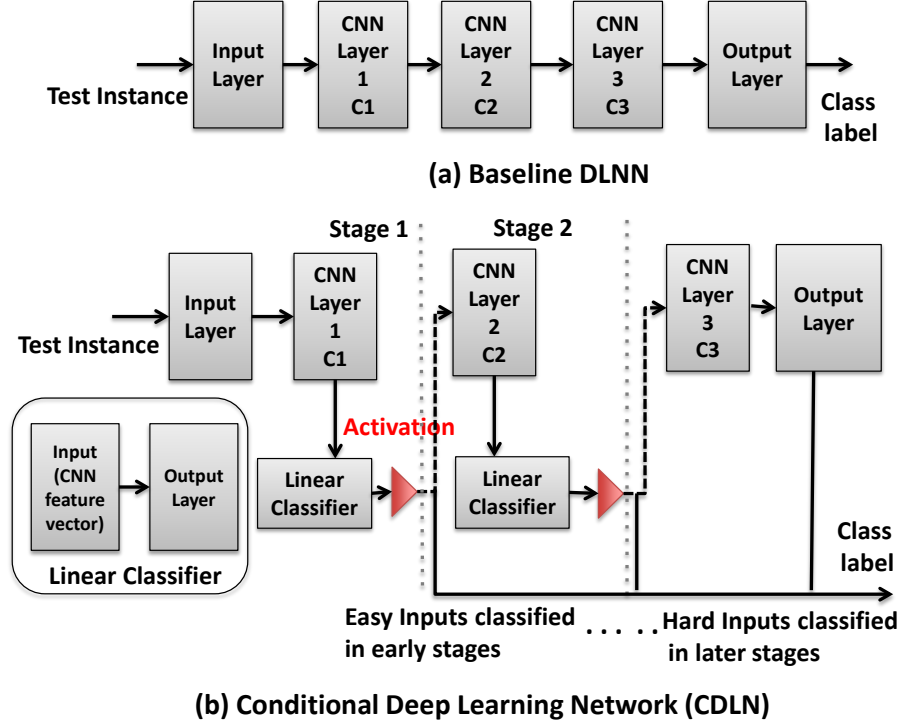 Test Instance
Input
Layer
CNN
Layer
1
C1
CNN
Layer
2
C2
CNN
Layer
3
C3
Output
Layer
Class
label
(a) Baseline DLNN
Stage 1
Stage 2
Test Instance
Input
Layer
CNN
Layer
1
C1
CNN
Layer
2
C2
CNN
Layer
3
C3
Output
Layer
Activation
Input
(CNN
feature
vector)
Output
Layer
Linear Classifier
Linear
Classifier
Linear
Classifier
Class
label
Easy Inputs classified
in early stages
. . . . .
Hard Inputs classified
in later stages
(b) Conditional Deep Learning Network (CDLN)